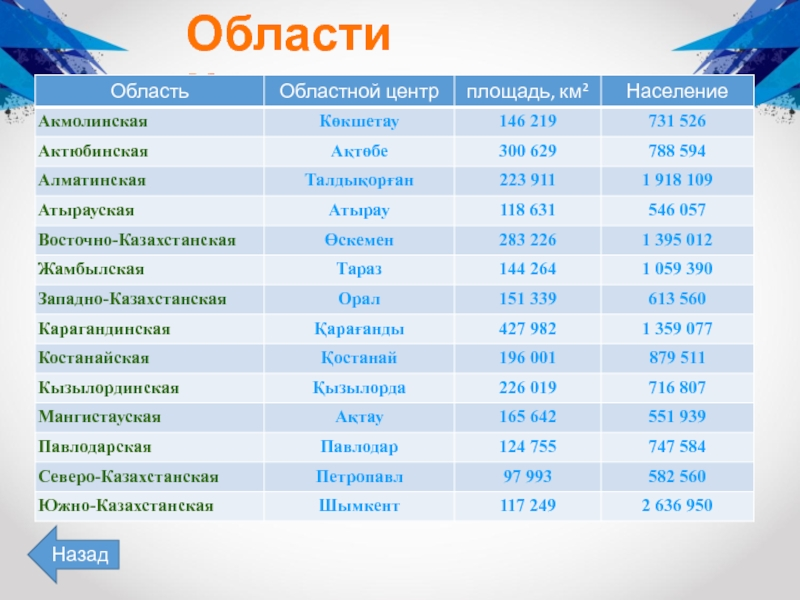 Области
Область Областной центр площадь, км² Население
Акмолинская Көкшетау 146 219 731 526
Актюбинская Ақтөбе 300 629 788 594
Алматинская Талдықорған 223 911 1 918 109
Атырауская Атырау 118 631 546 057
Восточно-Казахстанская Өскемен 283 226 1 395 012
Жамбылская Тараз 144 264 1 059 390
Западно-Казахстанская Орал 151 339 613 560
Карагандинская Қарағанды 427 982 1 359 077
Костанайская Қостанай 196 001 879 511
Кызылординская Қызылорда 226 019 716 807
Мангистауская Ақтау 165 642 551 939
Павлодарская Павлодар 124 755 747 584
Северо-Казахстанская Петропавл 97 993 582 560
Южно-Казахстанская Шымкент 117 249 2 636 950
Назад